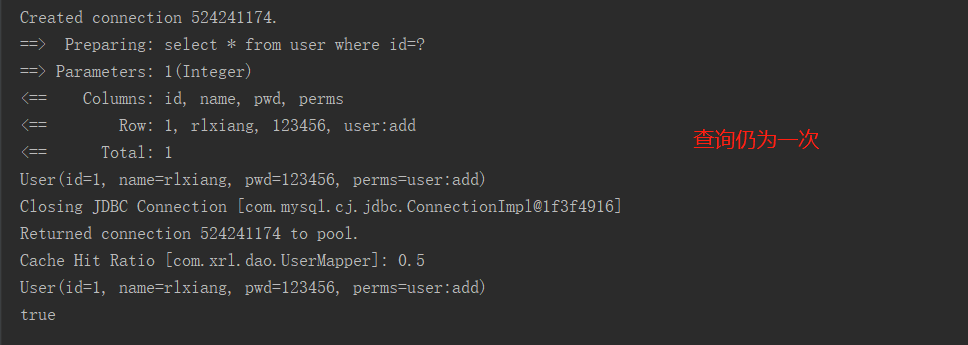 Created connection 524241174.
==>  Preparing: select * from user where id=?
==> Parameters: 1(Integer)
<==    Columns: id, name, pwd, perms
<==        Row: 1, rlxiang, 123456, user:add
<==      Total: 1
查询仍为一次
User(id=1, name=rlxiang, pwd=123456, perms=user:add)
Closing JDBC Connection [com.mysql.cj.jdbc.ConnectionImpl@1f3f4916]
Returned connection 524241174 to pool.
Cache Hit Ratio [com.xrl.dao.UserMapper]: 0.5
User(id=1, name=rlxiang, pwd=123456, perms=user:add)
true